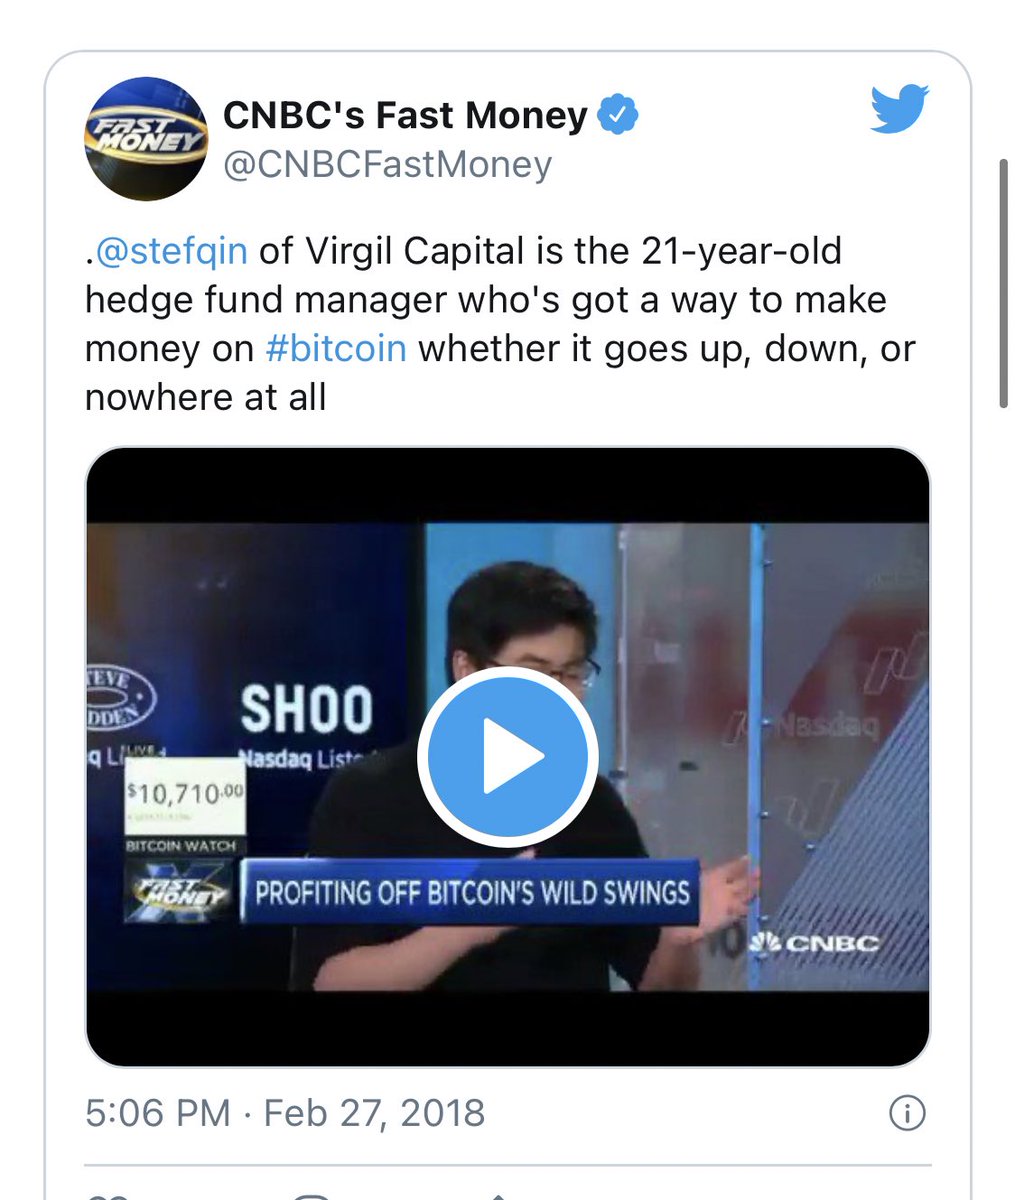 FAST
MONEY
CNBC's Fast Money
@CNBCFastMoney
.@stefqin of Virgil Capital is the 21-year-old
hedge fund manager who's got a way to make
money on #bitcoin whether it goes up, down, or
nowhere at all
TEVE
DDEN
SHOO
Nasdaq
q Li
Nasdaq Liste
LIVE
$10,710.00
BITCOIN WATCH
FAST
MONEY
PROFITING OFF BITCOIN'S WILD SWINGS
CNBC
5:06 PM · Feb 27, 2018